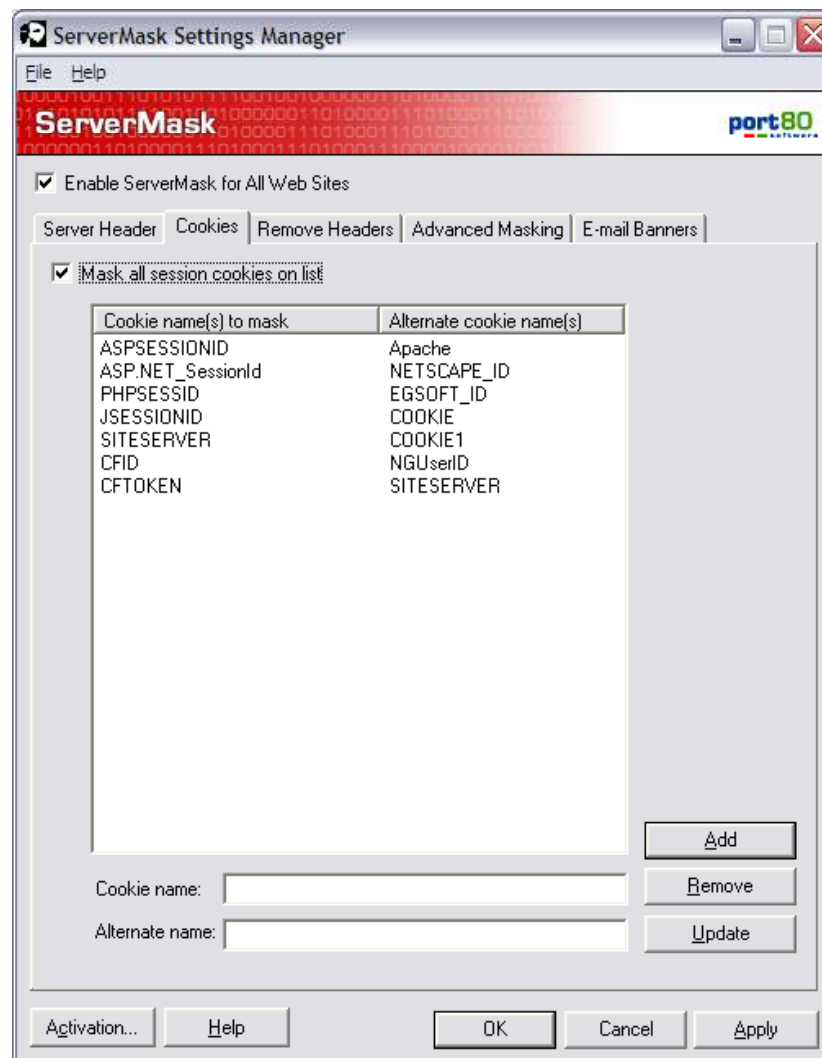 ServerMask Settings Manager
File Help
ServerMask port80 software
Enable ServerMask for All Web Sites
Server Header Cookies Remove Headers Advanced Masking E-mail Banners
Mask all session cookies on list
Cookie name(s) to mask Alternate cookie name(s)
ASPSESSIONID Apache
ASP.NET_SessionId NETSCAPE_ID
PHPSESSID EGSOFT_ID
JSESSIONID COOKIE
SITESERVER COOKIE1
CFID NGUserID
CFTOKEN SITESERVER
Add
Cookie name: Remove
Alternate name: Update
Activation... Help OK Cancel Apply